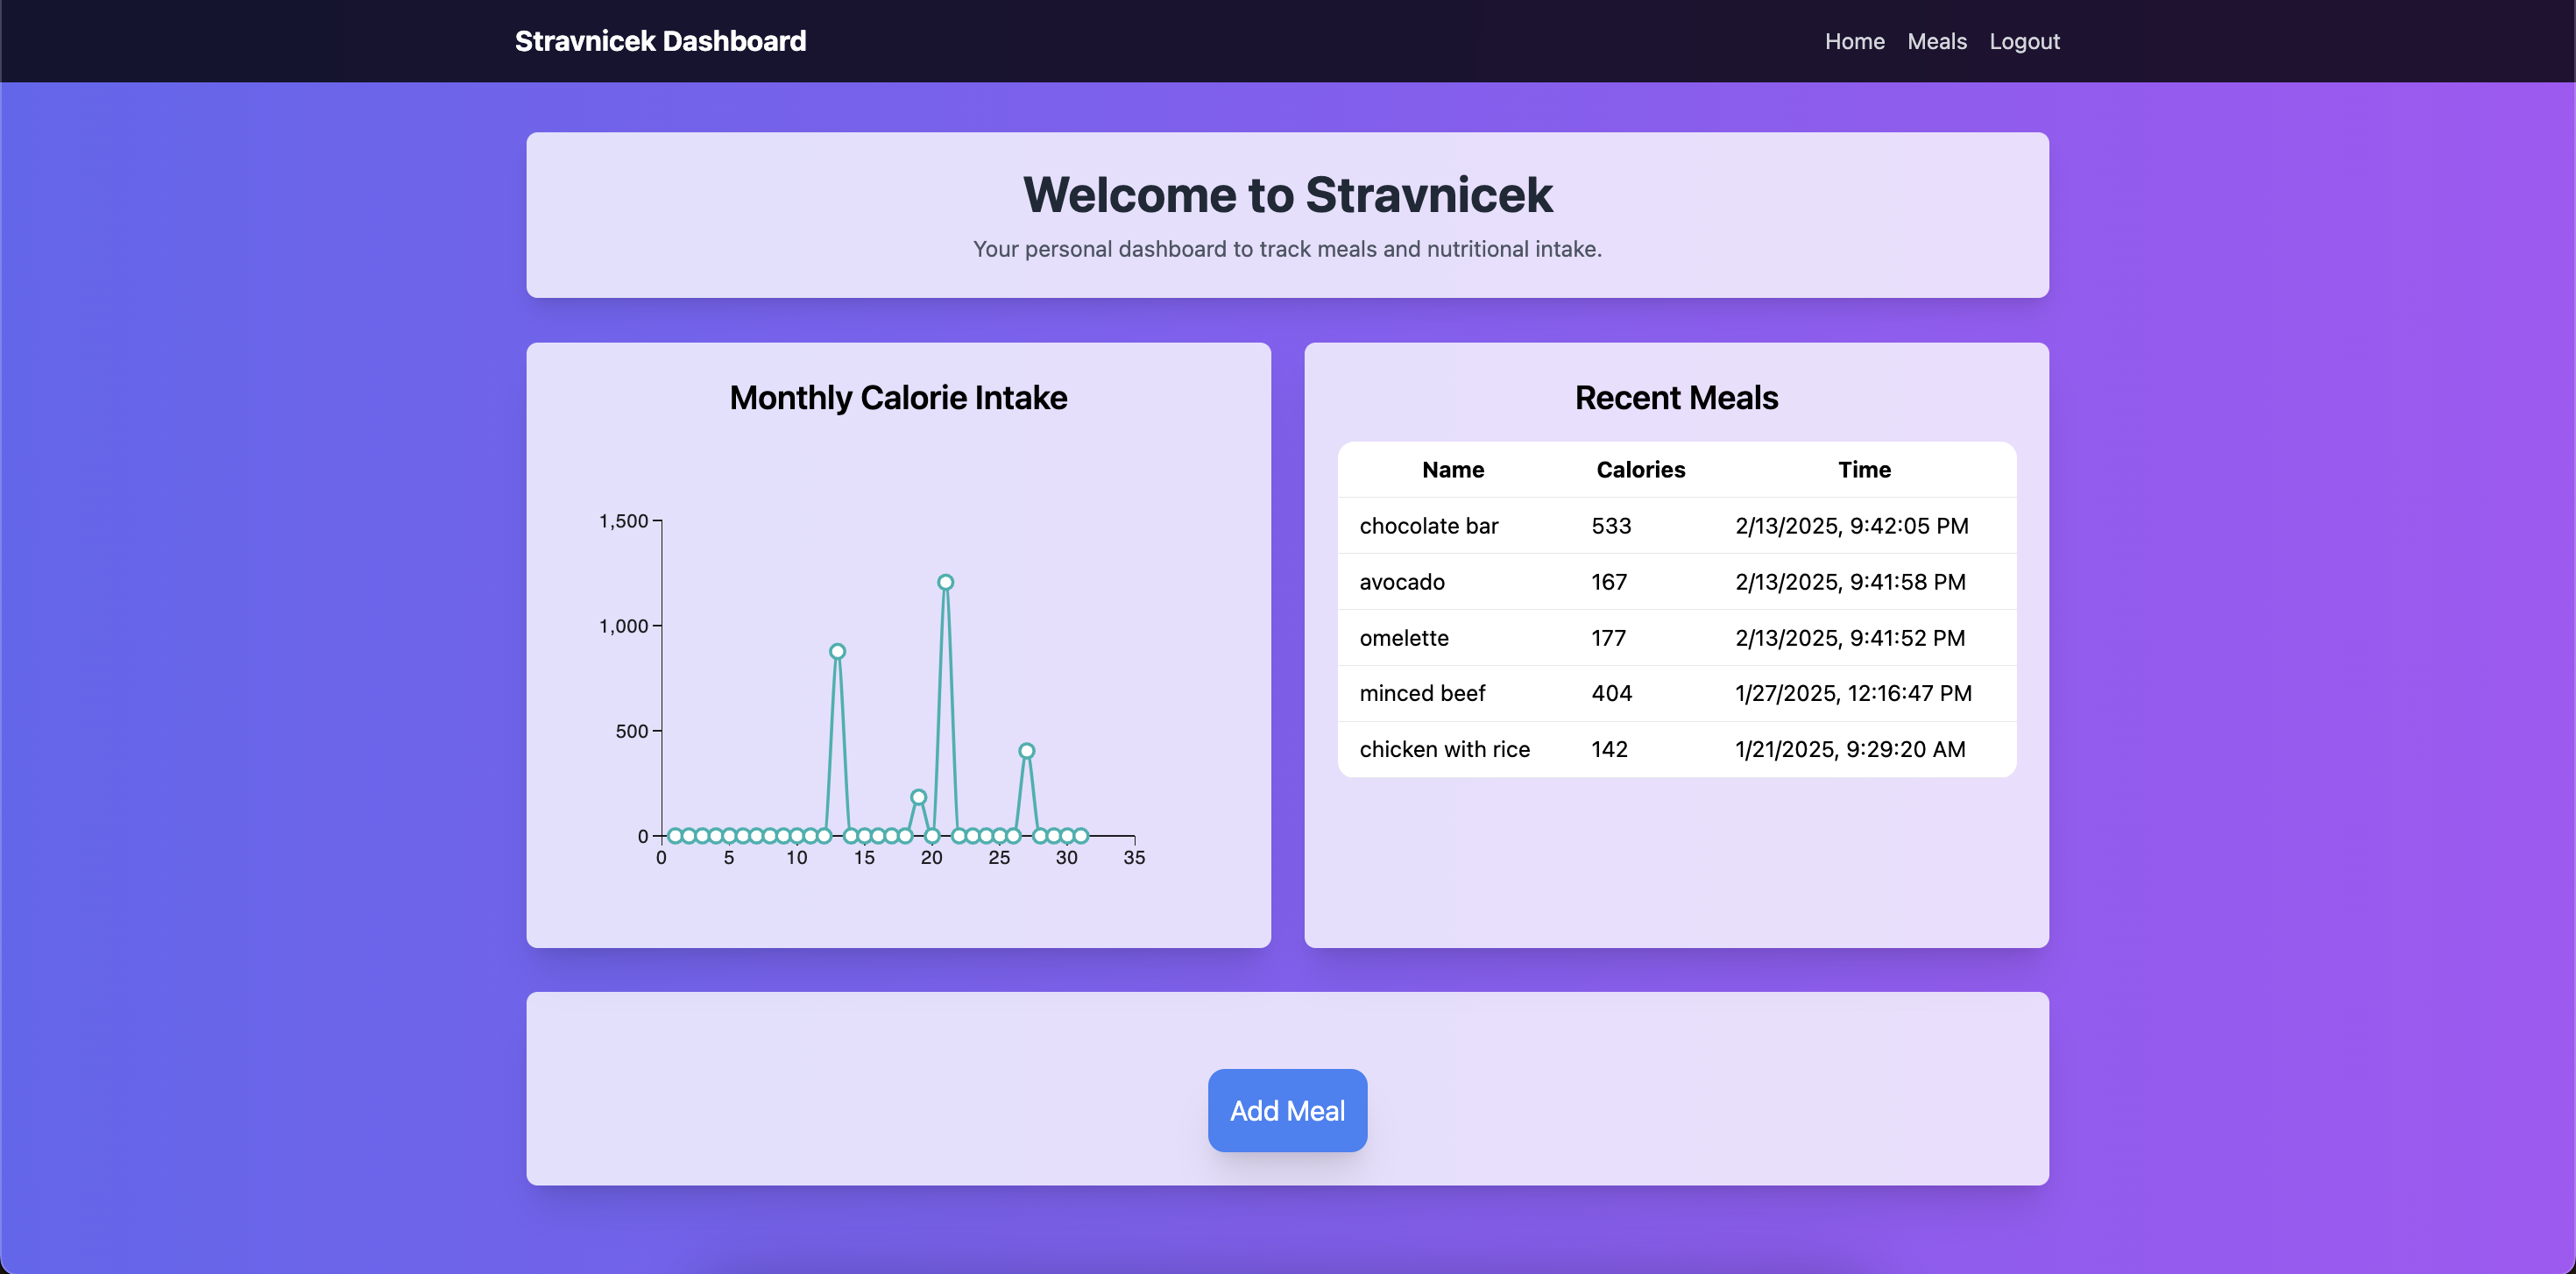 Stravnicek Dashboard
Home Meals Logout
Welcome to Stravnicek
Your personal dashboard to track meals and nutritional intake.
Monthly Calorie Intake
1,500
1,000
500
0
0 5 10 15 20 25 30 35
Recent Meals
Name Calories Time
chocolate bar 533 2/13/2025, 9:42:05 PM
avocado 167 2/13/2025, 9:41:58 PM
omelette 177 2/13/2025, 9:41:52 PM
minced beef 404 1/27/2025, 12:16:47 PM
chicken with rice 142 1/21/2025, 9:29:20 AM
Add Meal